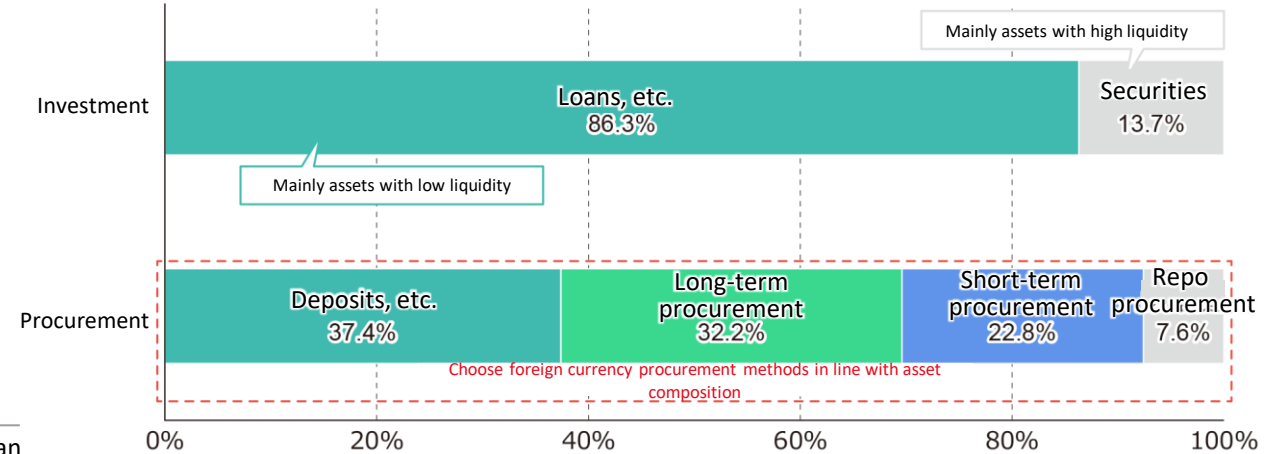 Mainly assets with high liquidity
Investment
Loans, etc.
86.3%
Securities
13.7%
Mainly assets with low liquidity
Procurement
Deposits, etc.
37.4%
Long-term
procurement
32.2%
Short-term
procurement
22.8%
Repo
procurement
7.6%
Choose foreign currency procurement methods in line with asset
composition
an
0%
20%
40%
60%
80%
100%